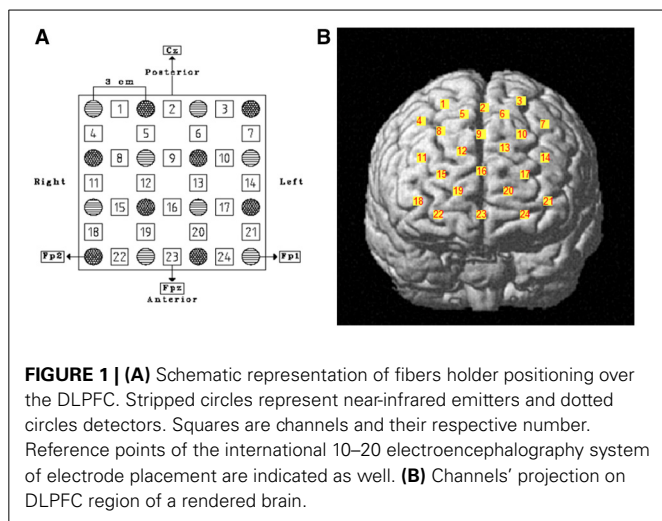 A
B
Cz
Posterior
3 cm
1 2 3
4 5 6 7
8 9 10
Right
Left
11 12 13 14
15 16 17
18 19 20 21
Fp2
22 23 24
Fp1
Fpz
Anterior
1 2 3
5 6
4 7
8 9 10
12 13
11 14
16
15 17
19 20
18 21
22 23 24
FIGURE 1 | (A) Schematic representation of fibers holder positioning over
the DLPFC. Stripped circles represent near-infrared emitters and dotted
circles detectors. Squares are channels and their respective number.
Reference points of the international 10–20 electroencephalography system
of electrode placement are indicated as well. (B) Channels’ projection on
DLPFC region of a rendered brain.